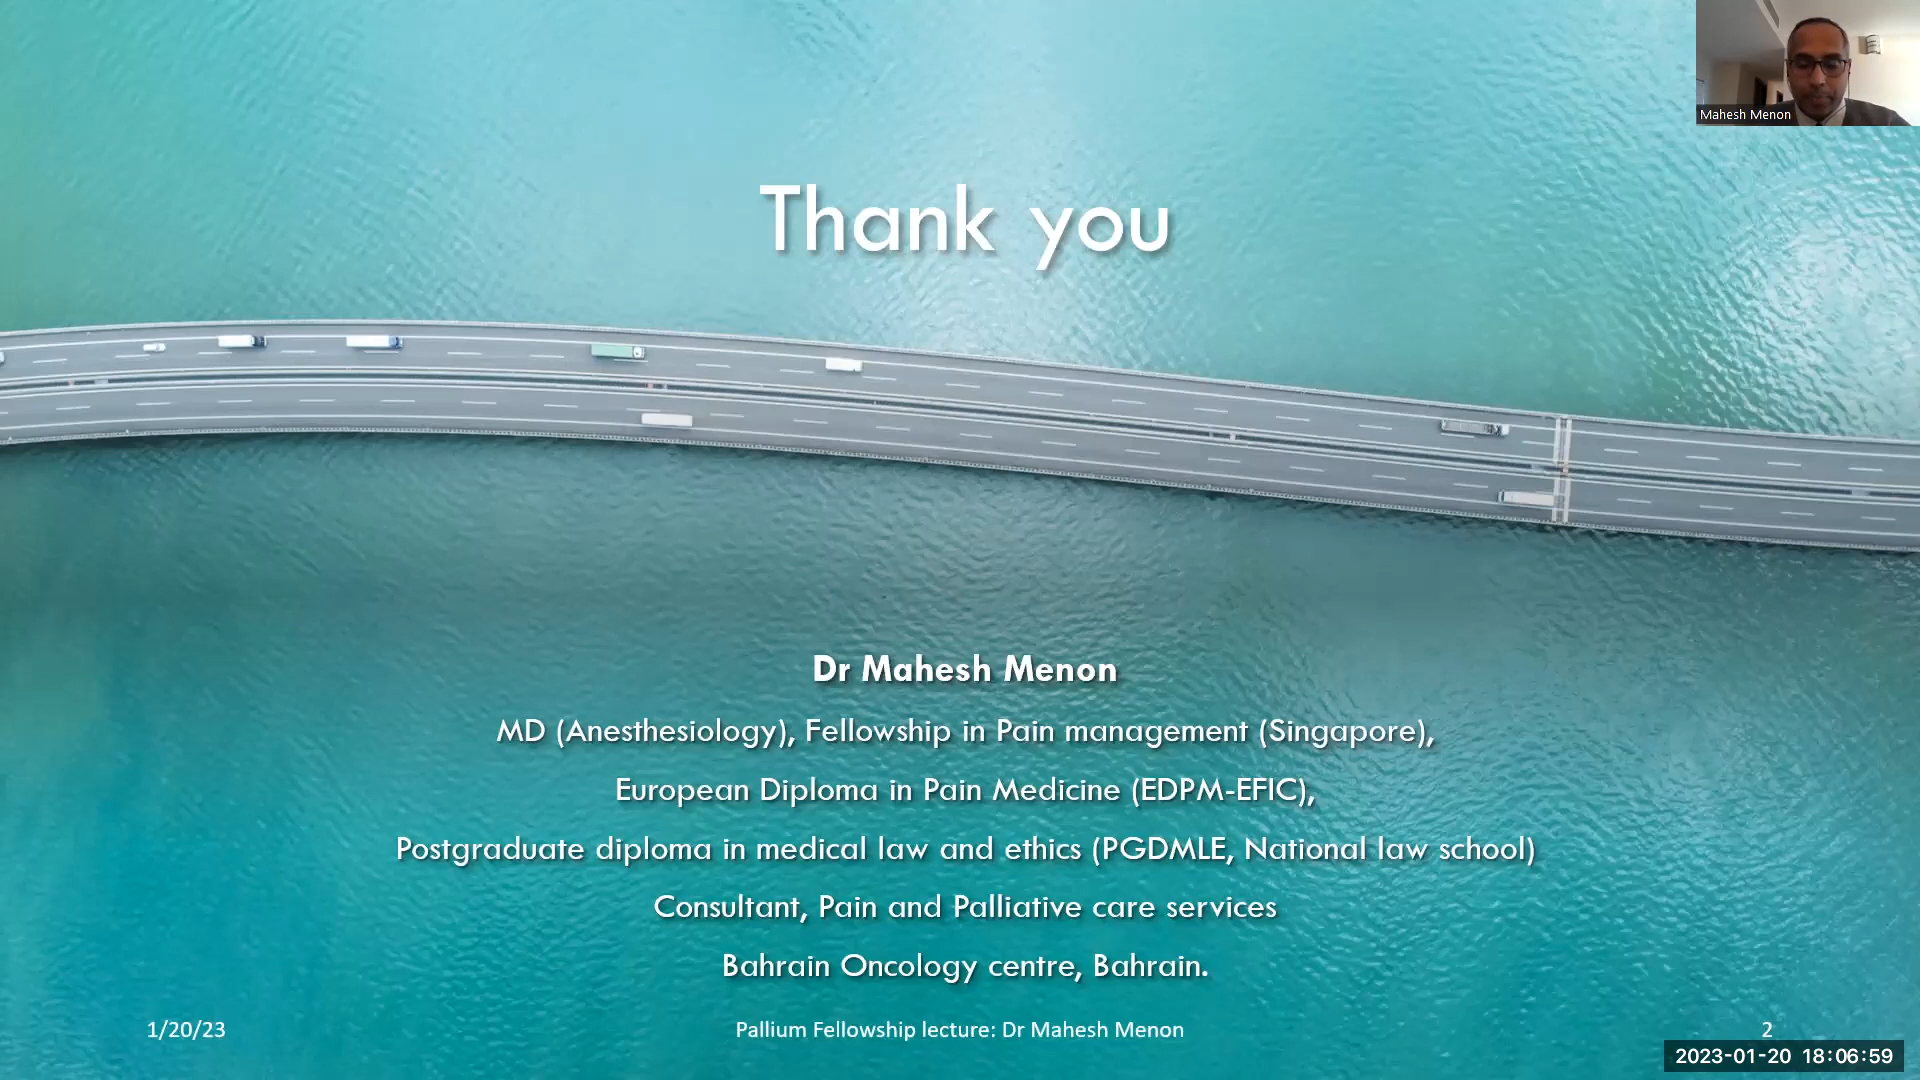 Mahesh Menon
Thank you
Dr Mahesh Menon
MD (Anesthesiology), Fellowship in Pain management (Singapore),
European Diploma in Pain Medicine (EDPM-EFIC),
Postgraduate diploma in medical law and ethics (PGDMLE, National law school)
Consultant, Pain and Palliative care services
Bahrain Oncology centre, Bahrain.
1/20/23
Pallium Fellowship lecture: Dr Mahesh Menon
2
2023-01-20 18:06:59